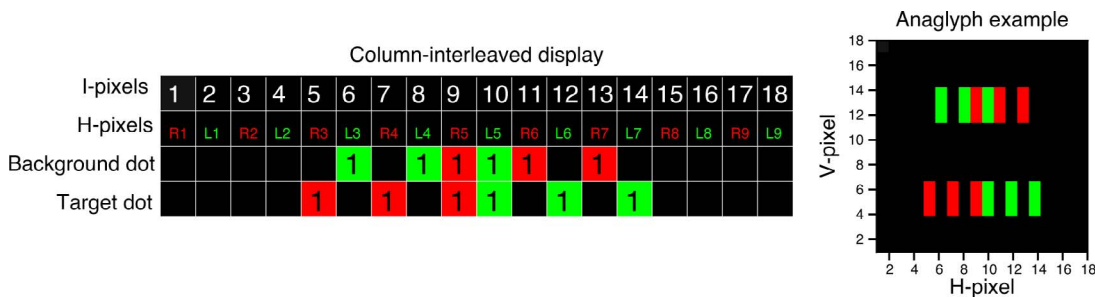 Column-interleaved display
I-pixels 1 2 3 4 5 6 7 8 9 10 11 12 13 14 15 16 17 18
H-pixels R1 L1 R2 L2 R3 L3 R4 L4 R5 L5 R6 L6 R7 L7 R8 L8 R9 L9
Background dot 1 1 1 1 1 1
Target dot 1 1 1 1 1 1
Anaglyph example
18
16
14
12
10
8
6
4
2
V-pixel
2 4 6 8 10 12 14 16 18
H-pixel